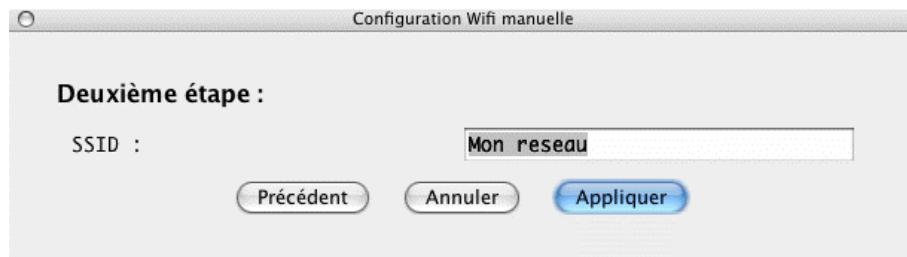 Configuration Wifi manuelle
Deuxième étape :
SSID : Mon reseau
Précédent Annuler Appliquer